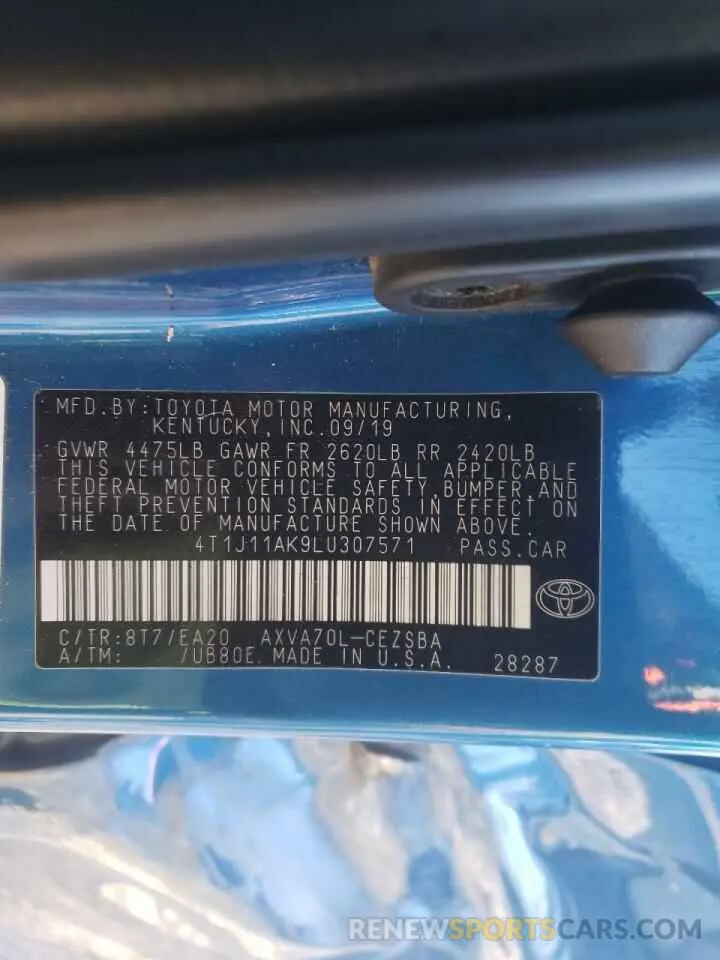 MFD.BY:TOYOTA MOTOR MANUFACTURING,
KENTUCKY, INC.09/19
GVWR 4475LB GAWR FR 2620LB RR 2420LB
THIS VEHICLE CONFORMS TO ALL APPLICABLE
FEDERAL MOTOR VEHICLE SAFETY,BUMPER,AND
THEFT PREVENTION STANDARDS IN EFFECT ON
THE DATE OF MANUFACTURE SHOWN ABOVE.
4T1J11AK9LU307571 PASS.CAR
C/TR:8T7/EA20 AXVA70L-CEZSBA
A/TM: /UB80E MADE IN U.S.A. 28287
RENEWSPORTSCARS.COM